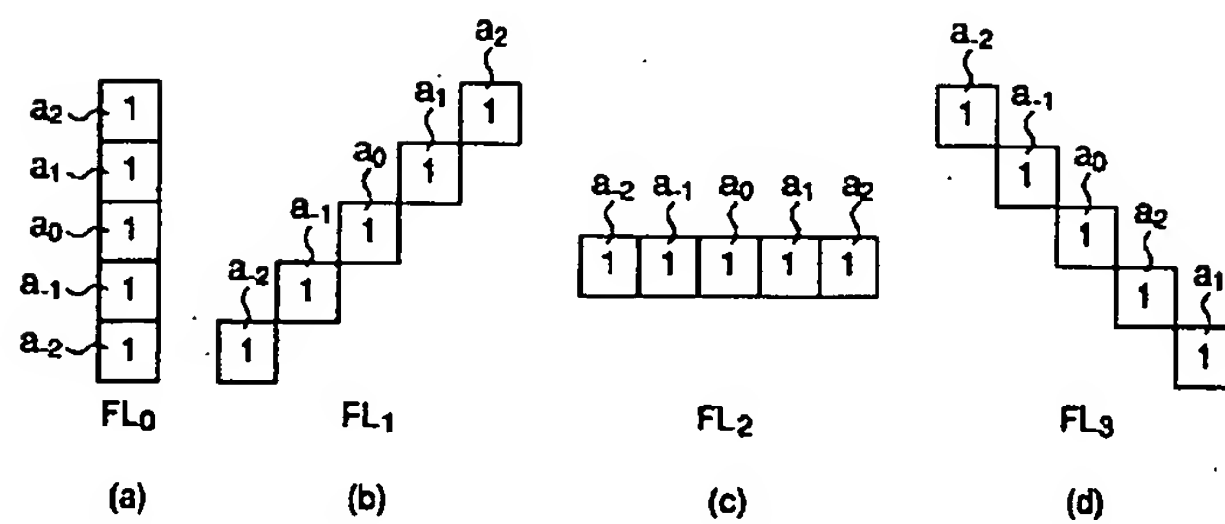 a2 1
a1 1
a0 1
a-1 1
a-2 1
FL0
(a)
a2
1
a1
1
a0
1
a-1
1
a-2
1
FL1
(b)
a-2 a-1 a0 a1 a2
1 1 1 1 1
FL2
(c)
a-2
1
a-1
1
a0
1
a2
1
a1
1
FL3
(d)